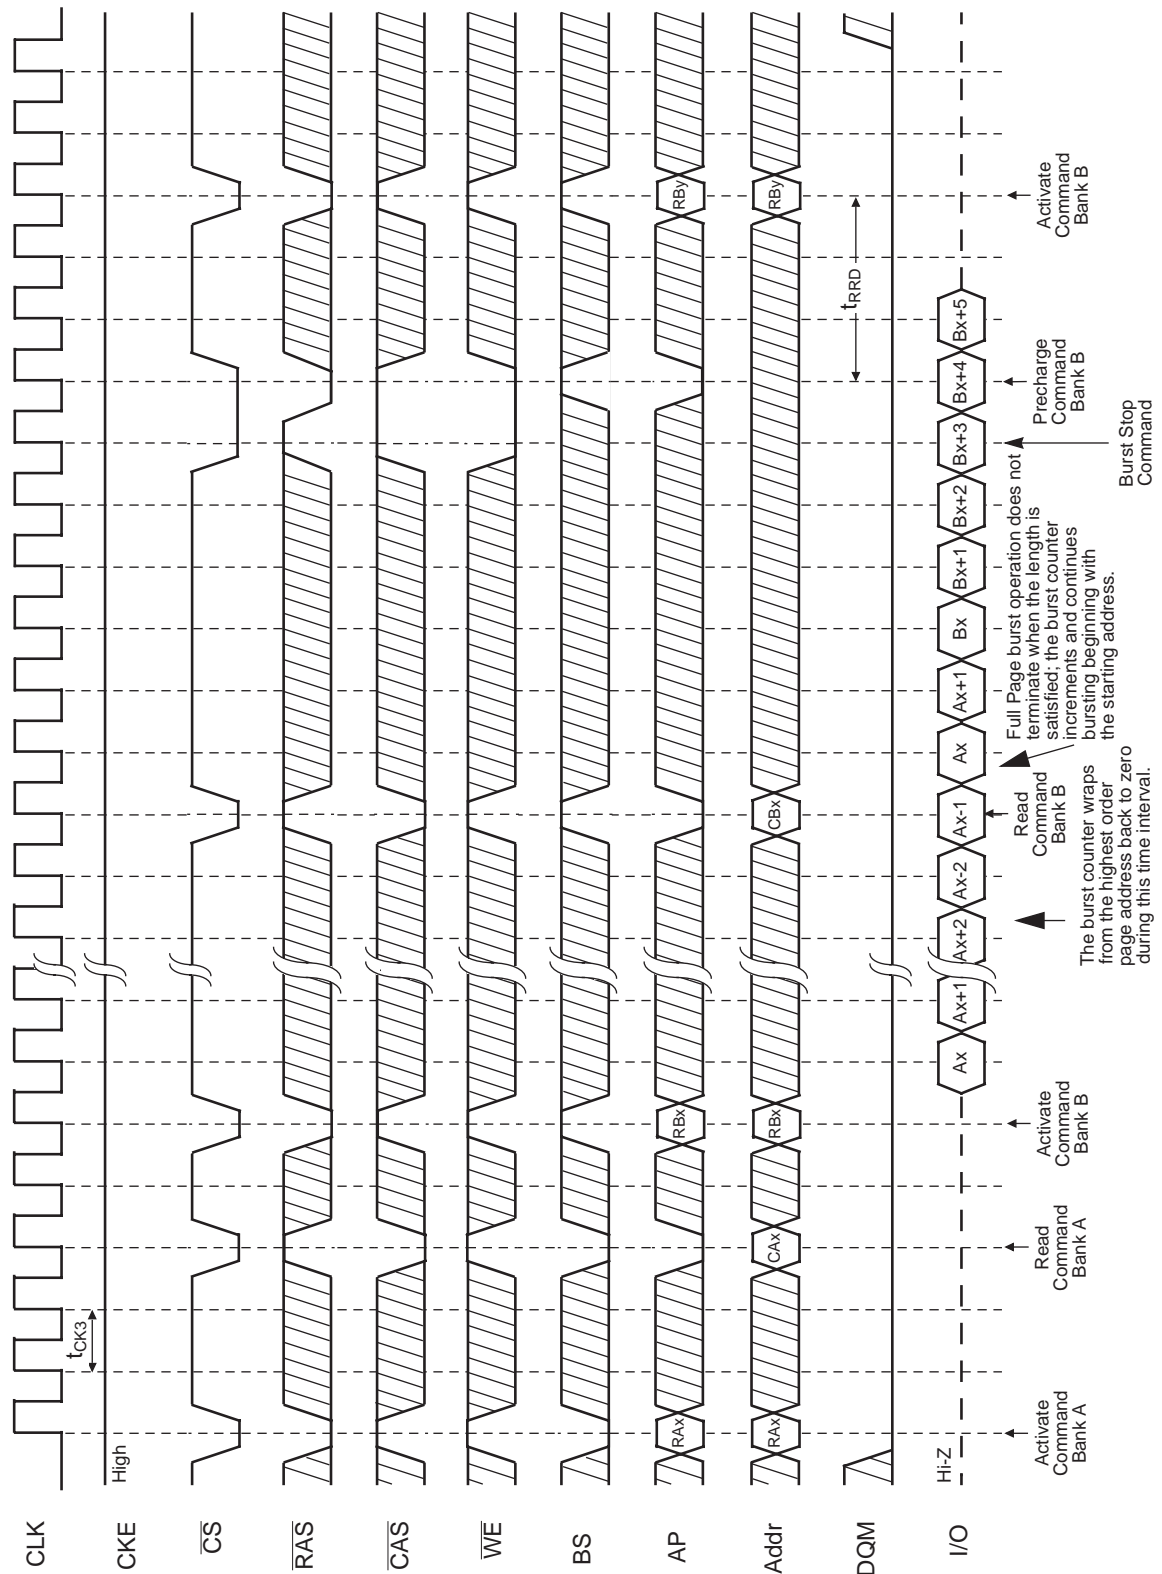 CLK
CKE
CS
RAS
CAS
WE
BS
AP
Addr
DQM
I/O
tCK3
High
RAx
RBx
RBy
RAx
CAx
RBx
CBx
RBy
tRRD
Hi-Z
Ax
Ax+1
Ax+2
Ax-2
Ax-1
Ax
Ax+1
Bx
Bx+1
Bx+2
Bx+3
Bx+4
Bx+5
Activate
Command
Bank A
Read
Command
Bank A
Activate
Command
Bank B
Read
Command
Bank B
Precharge
Command
Bank B
Activate
Command
Bank B
The burst counter wraps
from the highest order
page address back to zero
during this time interval.
Full Page burst operation does not
terminate when the length is
satisfied; the burst counter
increments and continues
bursting beginning with
the starting address.
Burst Stop
Command